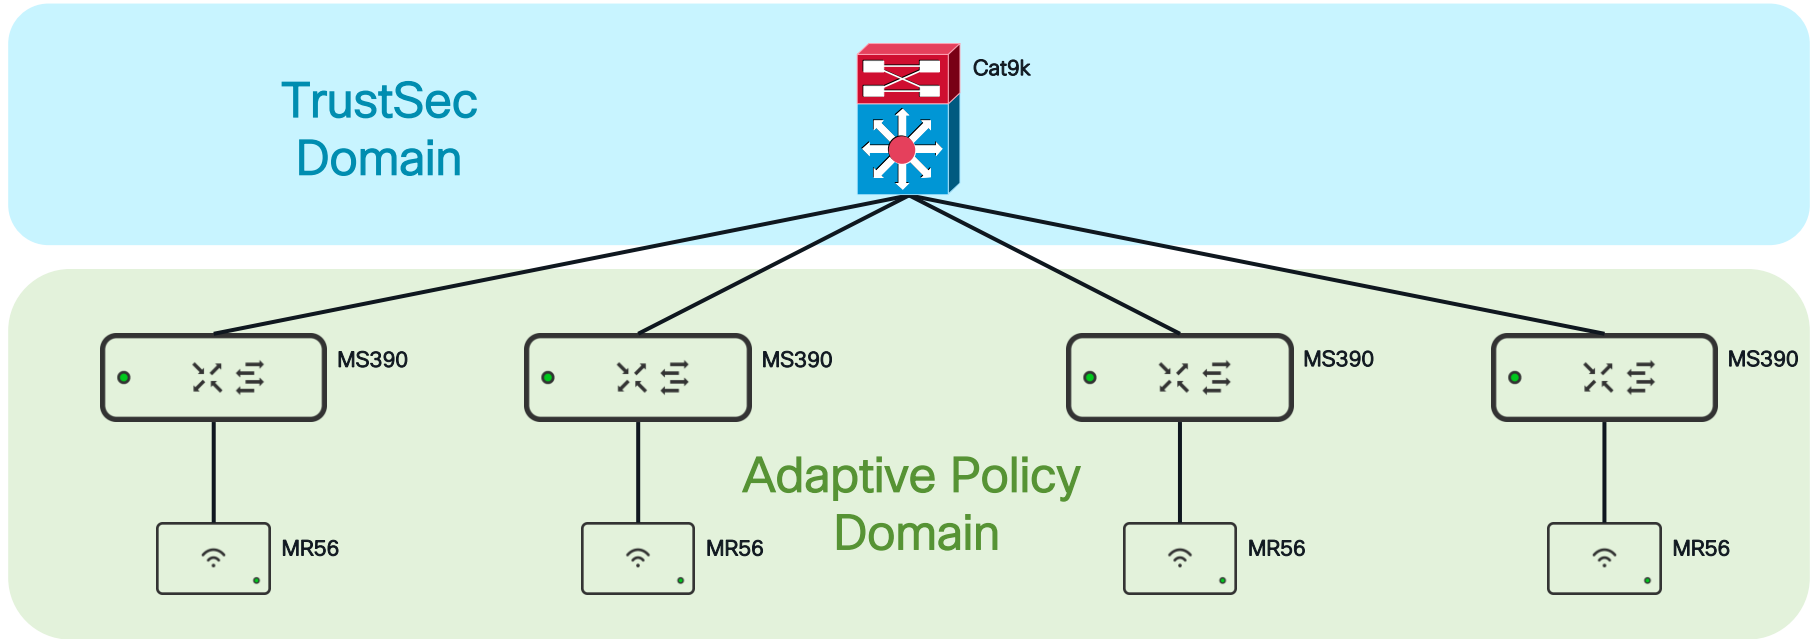 Cat9k
TrustSec
Domain
MS390
MS390
MS390
MS390
Adaptive Policy
Domain
MR56
MR56
MR56
MR56